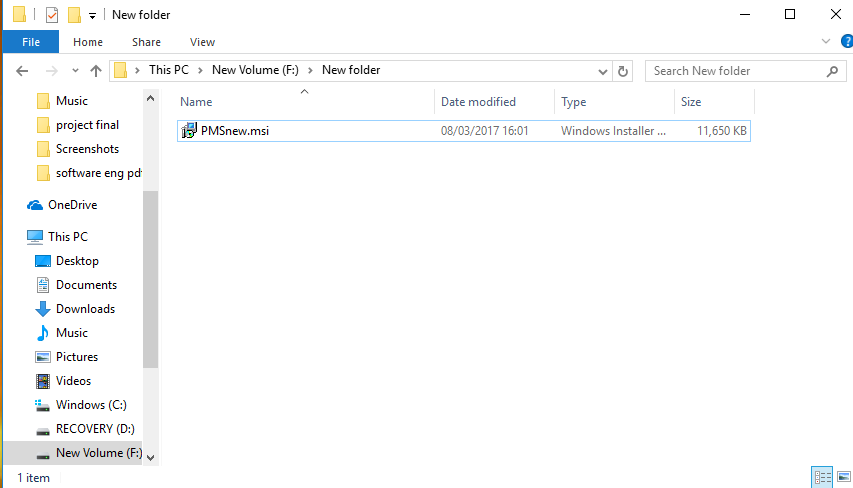 New folder
File Home Share View
This PC New Volume (F:) New folder
Search New folder
Name Date modified Type Size
PMSnew.msi 08/03/2017 16:01 Windows Installer ... 11,650 KB
Music
project final
Screenshots
software eng pd
OneDrive
This PC
Desktop
Documents
Downloads
Music
Pictures
Videos
Windows (C:)
RECOVERY (D:)
New Volume (F:)
1 item